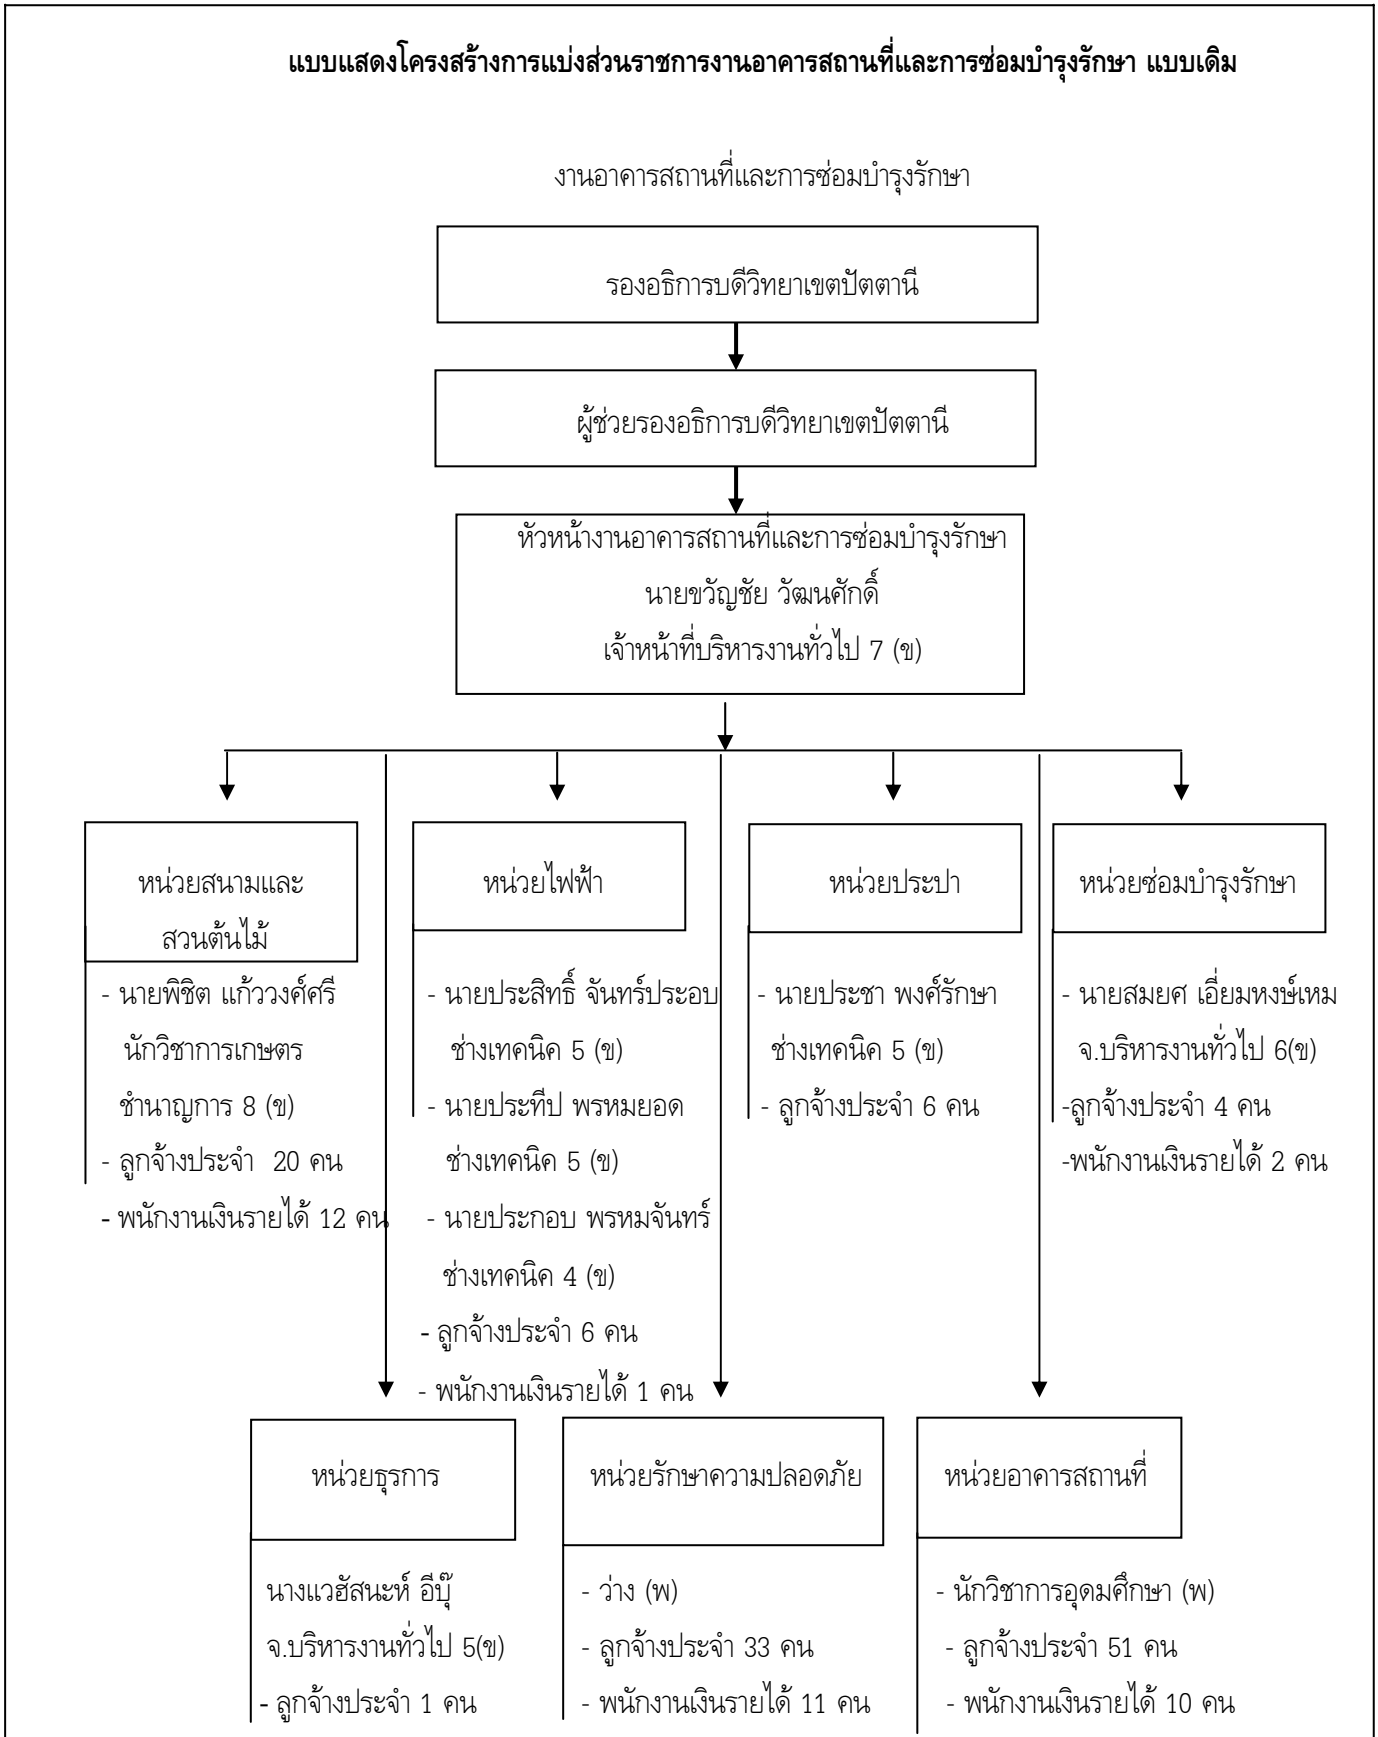 แบบแสดงโครงสร้างการแบ่งส่วนราชการงานอาคารสถานที่และการซ่อมบำรุงรักษา แบบเดิม
งานอาคารสถานที่และการซ่อมบำรุงรักษา
รองอธิการบดีวิทยาเขตปัตตานี
ผู้ช่วยรองอธิการบดีวิทยาเขตปัตตานี
หัวหน้างานอาคารสถานที่และการซ่อมบำรุงรักษา
นายขวัญชัย วัฒนศักดิ์
เจ้าหน้าที่บริหารงานทั่วไป 7 (ข)
หน่วยสนามและ
สวนต้นไม้
- นายพิชิต แก้ววงศ์ศรี
นักวิชาการเกษตร
ชำนาญการ 8 (ข)
- ลูกจ้างประจำ 20 คน
- พนักงานเงินรายได้ 12 คน
หน่วยไฟฟ้า
- นายประสิทธิ์ จันทร์ประอบ
ช่างเทคนิค 5 (ข)
- นายประทีป พรหมยอด
ช่างเทคนิค 5 (ข)
- นายประกอบ พรหมจันทร์
ช่างเทคนิค 4 (ข)
- ลูกจ้างประจำ 6 คน
- พนักงานเงินรายได้ 1 คน
หน่วยประปา
- นายประชา พงศ์รักษา
ช่างเทคนิค 5 (ข)
- ลูกจ้างประจำ 6 คน
หน่วยซ่อมบำรุงรักษา
- นายสมยศ เอี่ยมหงษ์เหม
จ.บริหารงานทั่วไป 6(ข)
-ลูกจ้างประจำ 4 คน
-พนักงานเงินรายได้ 2 คน
หน่วยธุรการ
นางแวฮัสนะห์ อีบุ๊
จ.บริหารงานทั่วไป 5(ข)
- ลูกจ้างประจำ 1 คน
หน่วยรักษาความปลอดภัย
- ว่าง (พ)
- ลูกจ้างประจำ 33 คน
- พนักงานเงินรายได้ 11 คน
หน่วยอาคารสถานที่
- นักวิชาการอุดมศึกษา (พ)
- ลูกจ้างประจำ 51 คน
- พนักงานเงินรายได้ 10 คน